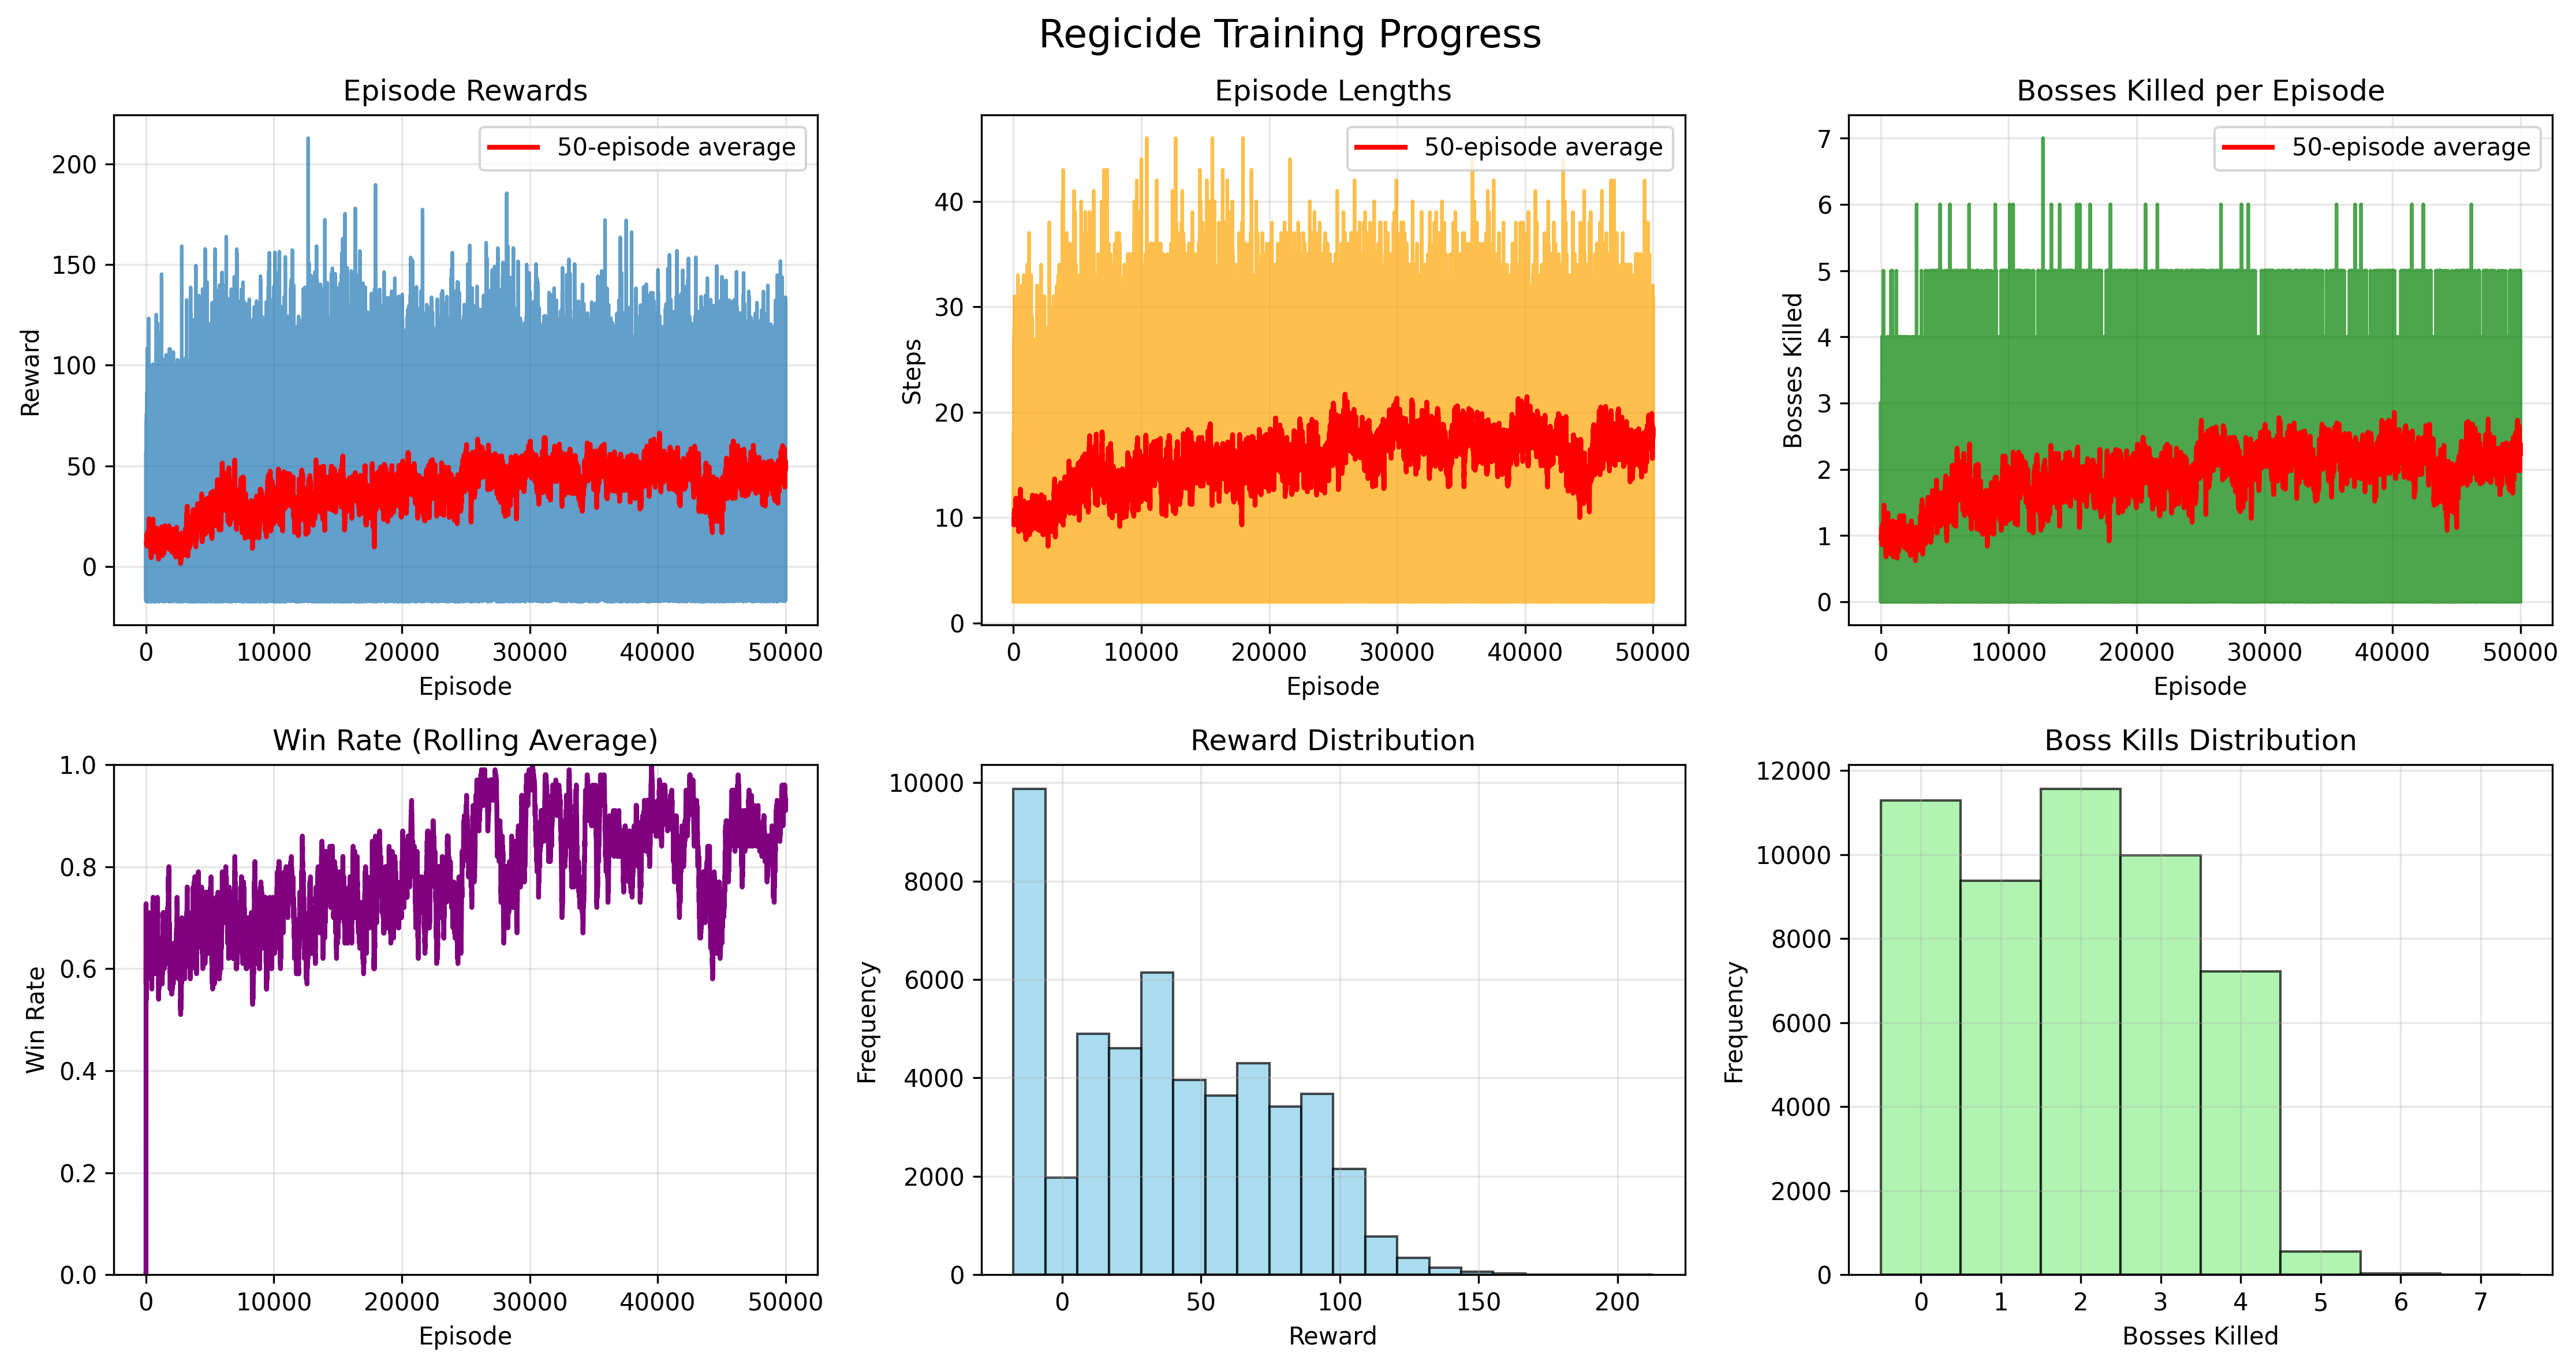 Regicide Training Progress
Episode Rewards
50-episode average
Reward
200
150
100
50
0
0 10000 20000 30000 40000 50000
Episode
Episode Lengths
50-episode average
Steps
40
30
20
10
0
0 10000 20000 30000 40000 50000
Episode
Bosses Killed per Episode
50-episode average
Bosses Killed
7
6
5
4
3
2
1
0
0 10000 20000 30000 40000 50000
Episode
Win Rate (Rolling Average)
Win Rate
1.0
0.8
0.6
0.4
0.2
0.0
0 10000 20000 30000 40000 50000
Episode
Reward Distribution
Frequency
10000
8000
6000
4000
2000
0
0 50 100 150 200
Reward
Boss Kills Distribution
Frequency
12000
10000
8000
6000
4000
2000
0
0 1 2 3 4 5 6 7
Bosses Killed